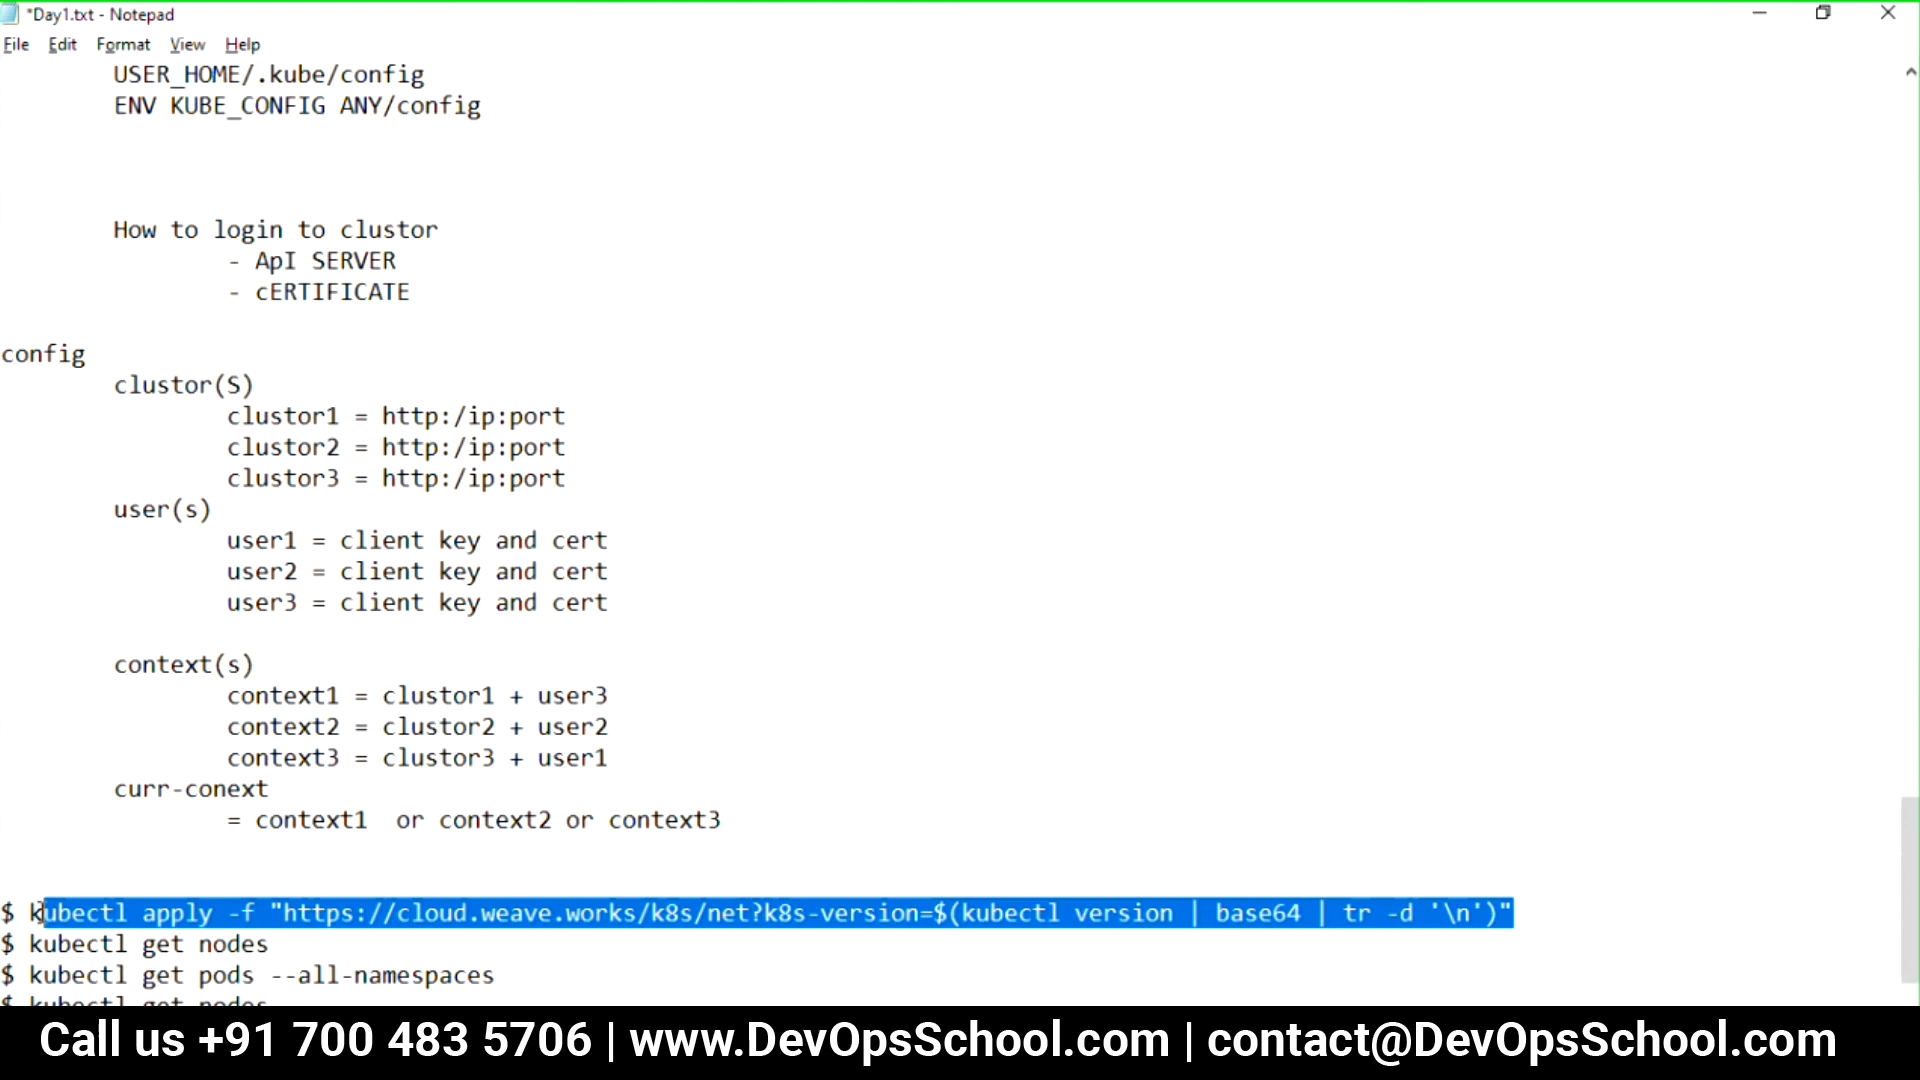 *Day1.txt - Notepad
File Edit Format View Help
USER_HOME/.kube/config
ENV KUBE_CONFIG ANY/config
How to login to clustor
- ApI SERVER
- cERTIFICATE
config
clustor(S)
clustor1 = http:/ip:port
clustor2 = http:/ip:port
clustor3 = http:/ip:port
user(s)
user1 = client key and cert
user2 = client key and cert
user3 = client key and cert
context(s)
context1 = clustor1 + user3
context2 = clustor2 + user2
context3 = clustor3 + user1
curr-conext
= context1  or context2 or context3
$ kubectl apply -f "https://cloud.weave.works/k8s/net?k8s-version=$(kubectl version | base64 | tr -d '\n')"
$ kubectl get nodes
$ kubectl get pods --all-namespaces
$ kubectl get nodes
Call us +91 700 483 5706 | www.DevOpsSchool.com | contact@DevOpsSchool.com